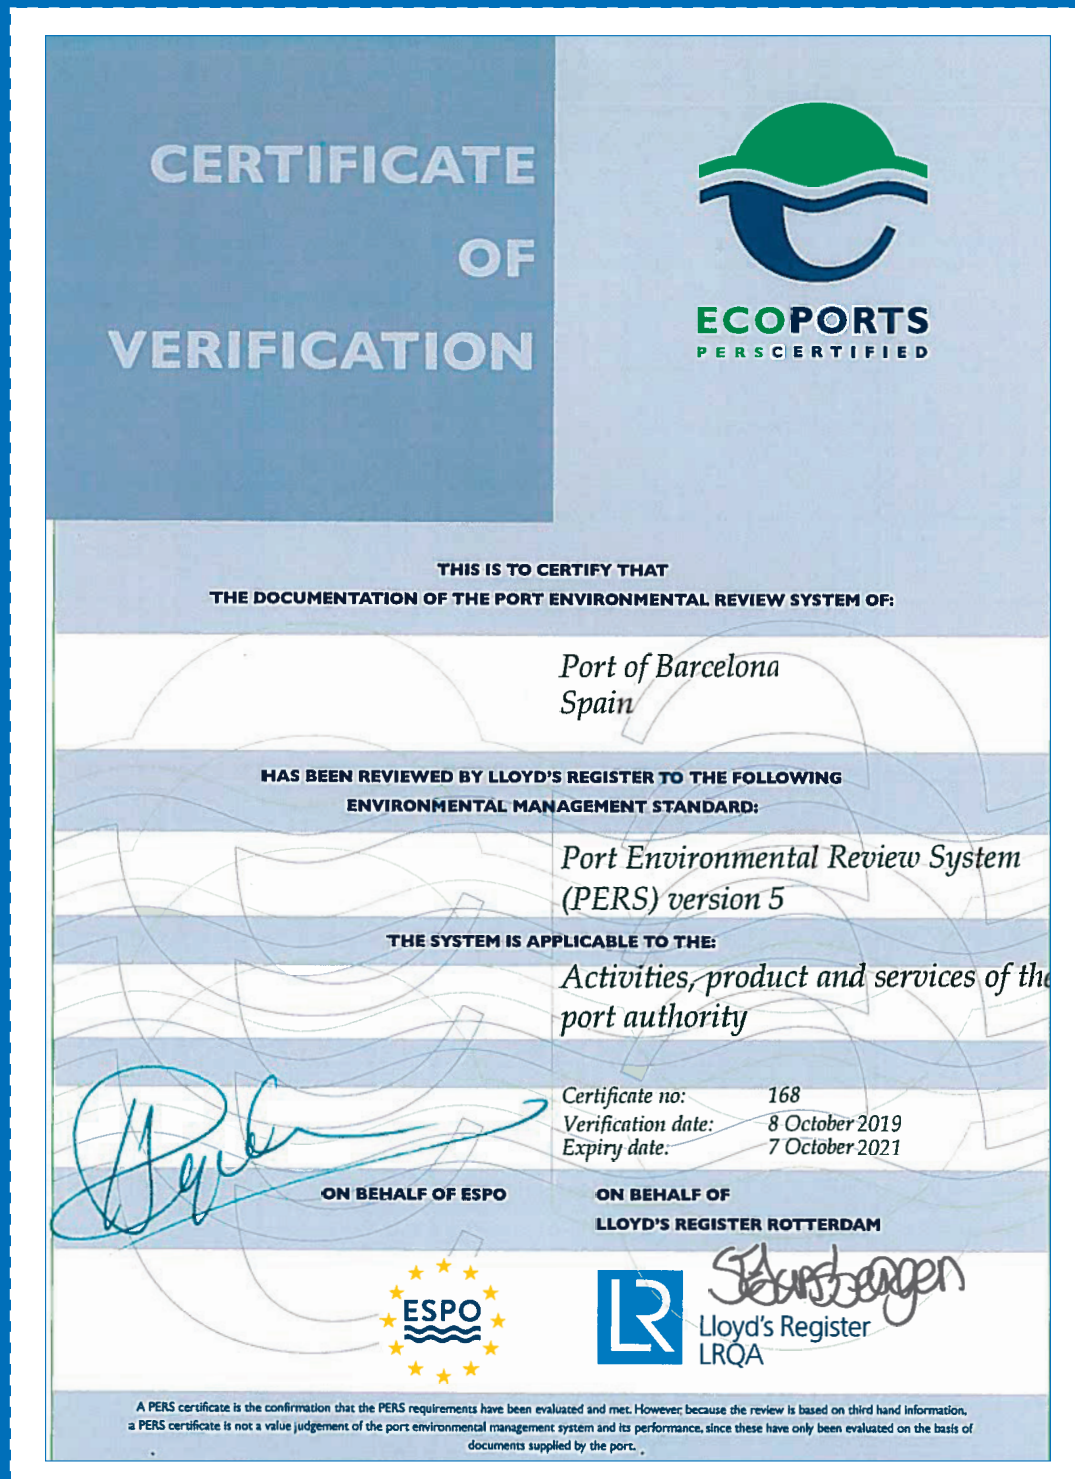 CERTIFICATE
OF
VERIFICATION
ECOPORTS
PERSCERTIFIED
THIS IS TO CERTIFY THAT
THE DOCUMENTATION OF THE PORT ENVIRONMENTAL REVIEW SYSTEM OF:
Port of Barcelona
Spain
HAS BEEN REVIEWED BY LLOYD'S REGISTER TO THE FOLLOWING
ENVIRONMENTAL MANAGEMENT STANDARD:
Port Environmental Review System
(PERS) version 5
THE SYSTEM IS APPLICABLE TO THE:
Activities, product and services of the
port authority
Certificate no: 168
Verification date: 8 October 2019
Expiry date: 7 October 2021
ON BEHALF OF ESPO
ON BEHALF OF
LLOYD'S REGISTER ROTTERDAM
ESPO
LR
Lloyd's Register
LRQA
A PERS certificate is the confirmation that the PERS requirements have been evaluated and met. However, because the review is based on third hand information,
a PERS certificate is not a value judgement of the port environmental management system and its performance, since these have only been evaluated on the basis of
documents supplied by the port.